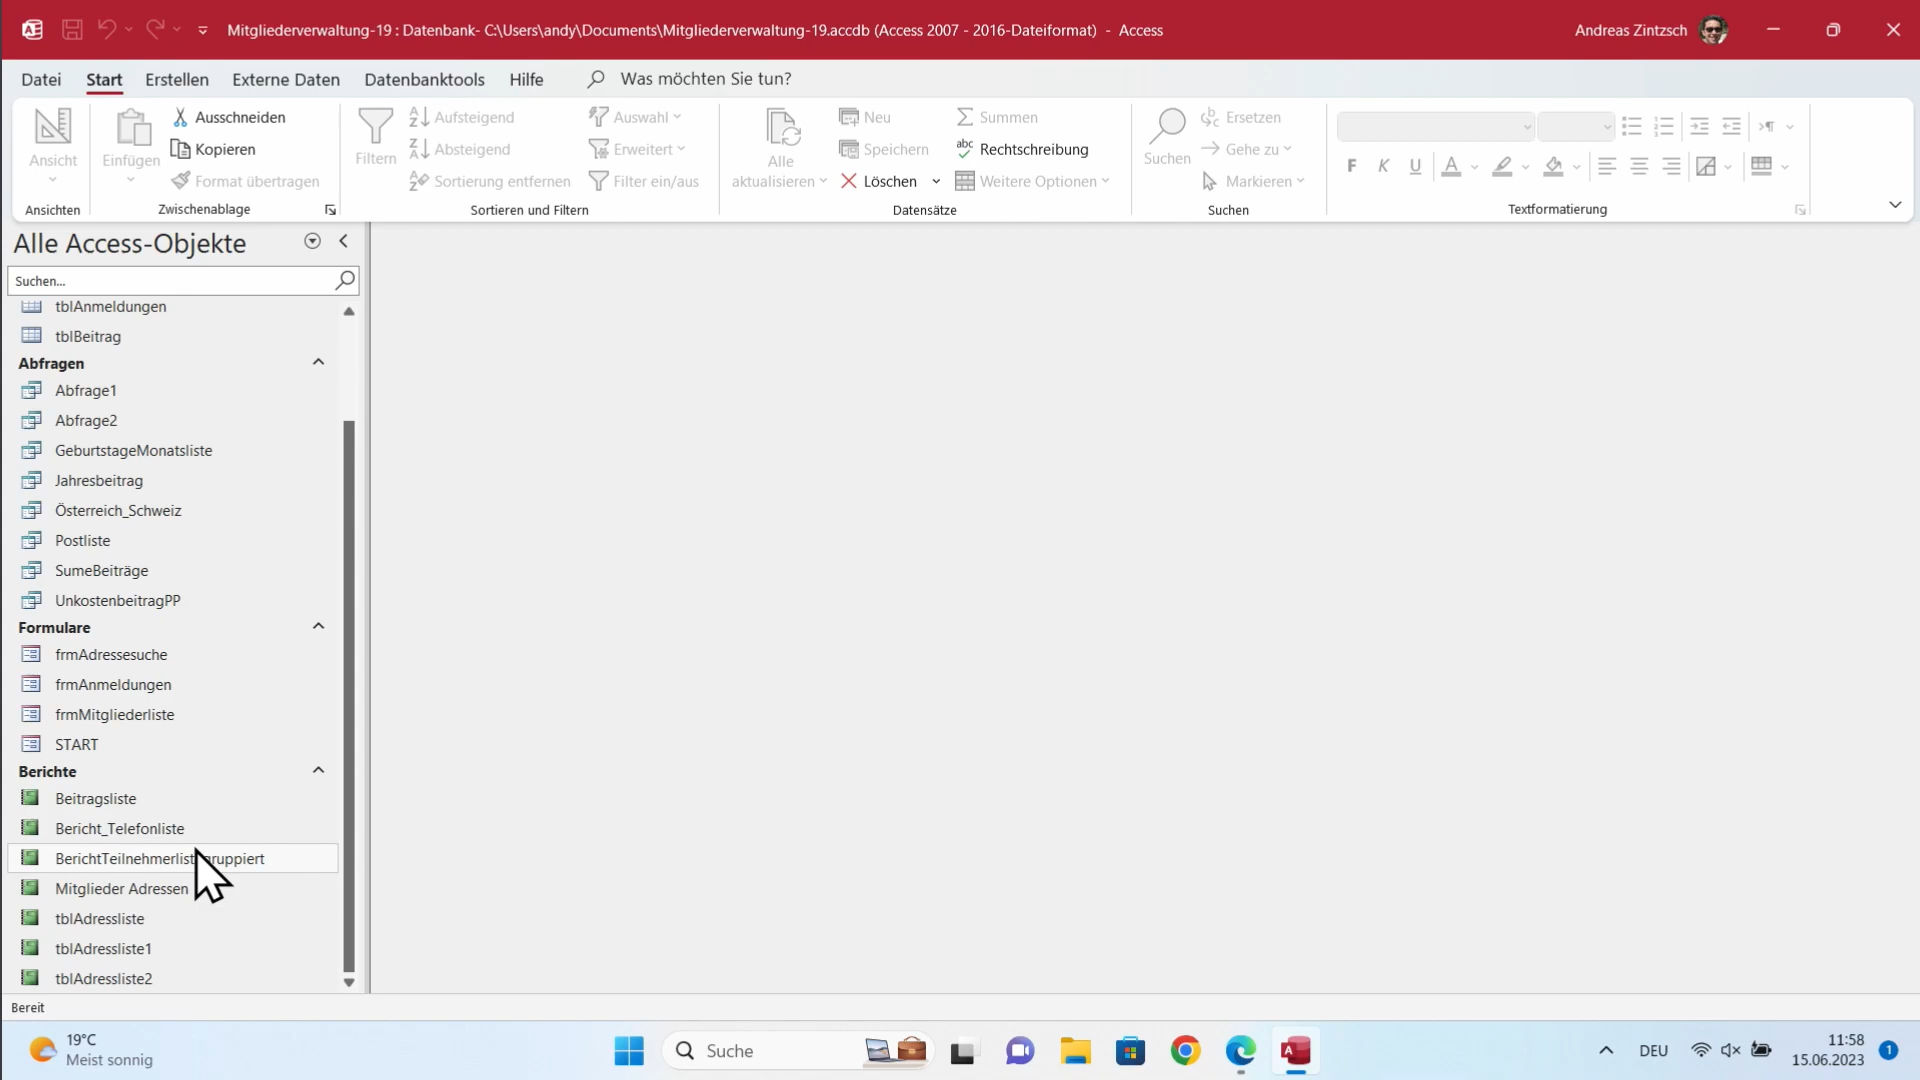 Mitgliederverwaltung-19 : Datenbank- C:\Users\andy\Documents\Mitgliederverwaltung-19.accdb (Access 2007 - 2016-Dateiformat) - Access
Andreas Zintzsch
Datei Start Erstellen Externe Daten Datenbanktools Hilfe Was möchten Sie tun?
Ansicht
Ansichten
Einfügen
Ausschneiden
Kopieren
Format übertragen
Zwischenablage
Filtern
Aufsteigend
Absteigend
Sortierung entfernen
Auswahl
Erweitert
Filter ein/aus
Sortieren und Filtern
Alle
aktualisieren
Neu
Speichern
Löschen
Summen
Rechtschreibung
Weitere Optionen
Datensätze
Suchen
Ersetzen
Gehe zu
Markieren
Suchen
F K U A
Textformatierung
Alle Access-Objekte
Suchen...
tblAnmeldungen
tblBeitrag
Abfragen
Abfrage1
Abfrage2
GeburtstageMonatsliste
Jahresbeitrag
Österreich_Schweiz
Postliste
SumeBeiträge
UnkostenbeitragPP
Formulare
frmAdressesuche
frmAnmeldungen
frmMitgliederliste
START
Berichte
Beitragsliste
Bericht_Telefonliste
Mitglieder Adressen
tblAdressliste
tblAdressliste1
tblAdressliste2
Bereit
19°C
Meist sonnig
Suche
DEU
11:58
15.06.2023
1